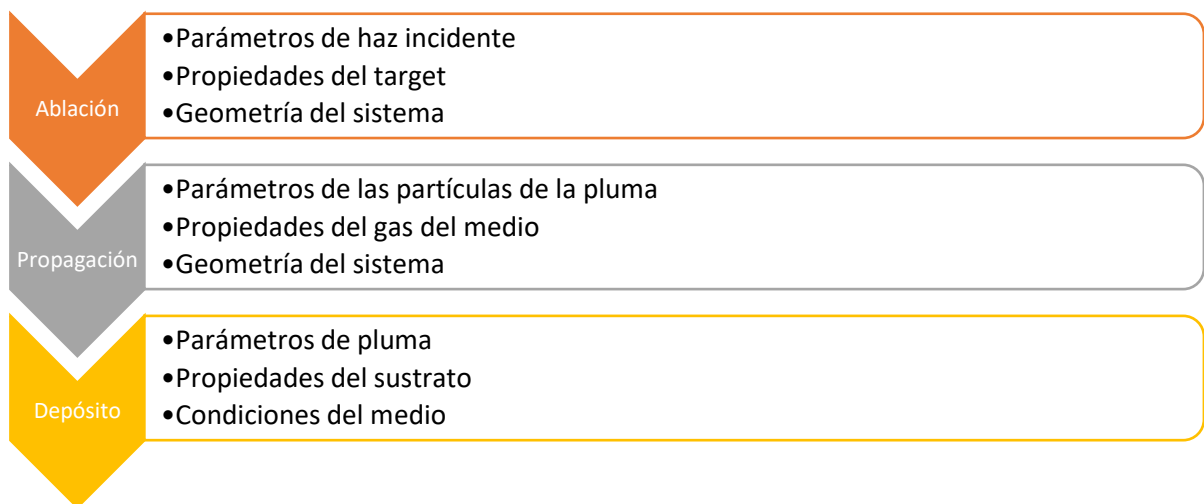 Ablación
•Parámetros de haz incidente
•Propiedades del target
•Geometría del sistema
Propagación
•Parámetros de las partículas de la pluma
•Propiedades del gas del medio
•Geometría del sistema
Depósito
•Parámetros de pluma
•Propiedades del sustrato
•Condiciones del medio